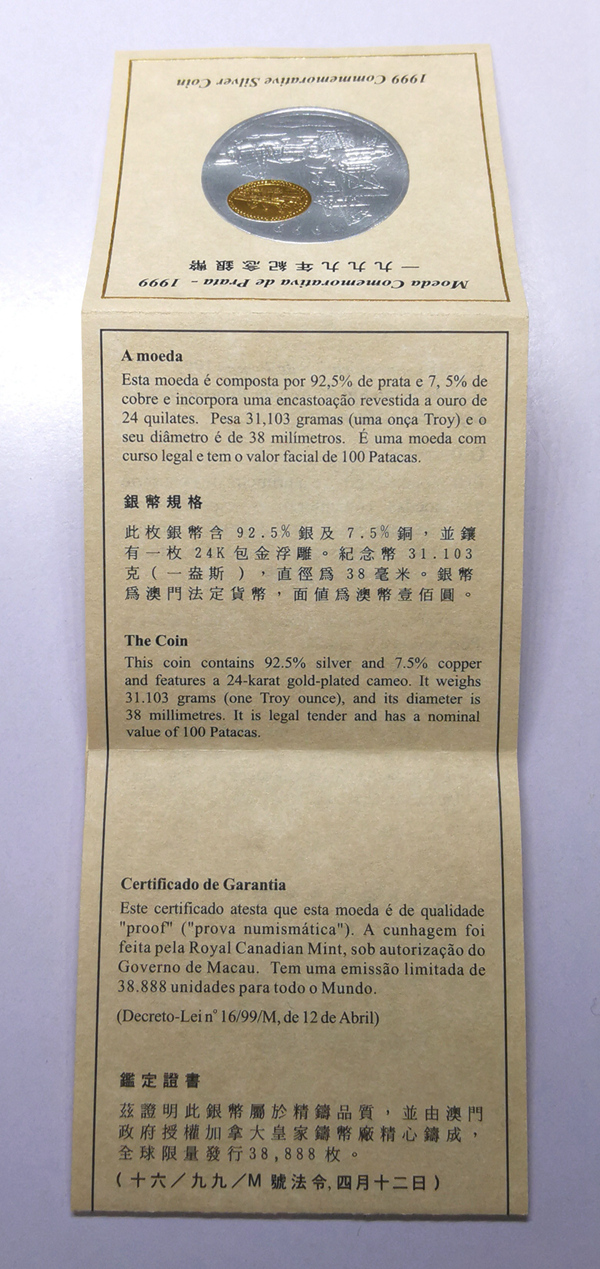 1999 Commemorative Silver Coin
1999
一九九九年紀念銀幣
Moeda Comemorativa de Prata - 1999
A moeda
Esta moeda é composta por 92,5% de prata e 7, 5% de
cobre e incorpora uma encastoação revestida a ouro de
24 quilates. Pesa 31,103 gramas (uma onça Troy) e o
seu diâmetro é de 38 milímetros. É uma moeda com
curso legal e tem o valor facial de 100 Patacas.
銀幣規格
此枚銀幣含 92.5% 銀及 7.5% 銅，並鑲
有一枚 24K 包金浮雕。紀念幣 31.103
克（一盎斯），直徑爲 38 毫米。銀幣
爲澳門法定貨幣，面值爲澳幣壹佰圓。
The Coin
This coin contains 92.5% silver and 7.5% copper
and features a 24-karat gold-plated cameo. It weighs
31.103 grams (one Troy ounce), and its diameter is
38 millimetres. It is legal tender and has a nominal
value of 100 Patacas.
Certificado de Garantia
Este certificado atesta que esta moeda é de qualidade
"proof" ("prova numismática"). A cunhagem foi
feita pela Royal Canadian Mint, sob autorização do
Governo de Macau. Tem uma emissão limitada de
38.888 unidades para todo o Mundo.
(Decreto-Lei nº 16/99/M, de 12 de Abril)
鑑定證書
茲證明此銀幣屬於精鑄品質，並由澳門
政府授權加拿大皇家鑄幣廠精心鑄成，
全球限量發行38,888 枚。
(十六／九九／M 號法令,四月十二日)